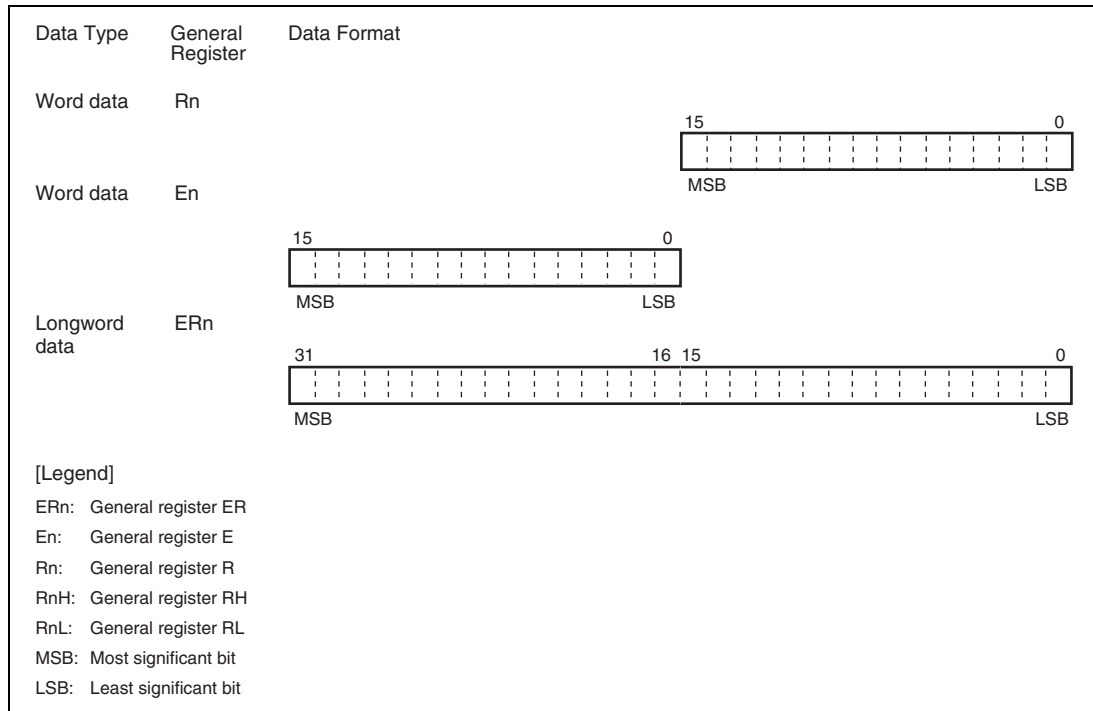 Data Type General Register Data Format
Word data Rn
15 0
MSB LSB
Word data En
15 0
MSB LSB
Longword data ERn
31 16 15 0
MSB LSB
[Legend]
ERn: General register ER
En: General register E
Rn: General register R
RnH: General register RH
RnL: General register RL
MSB: Most significant bit
LSB: Least significant bit